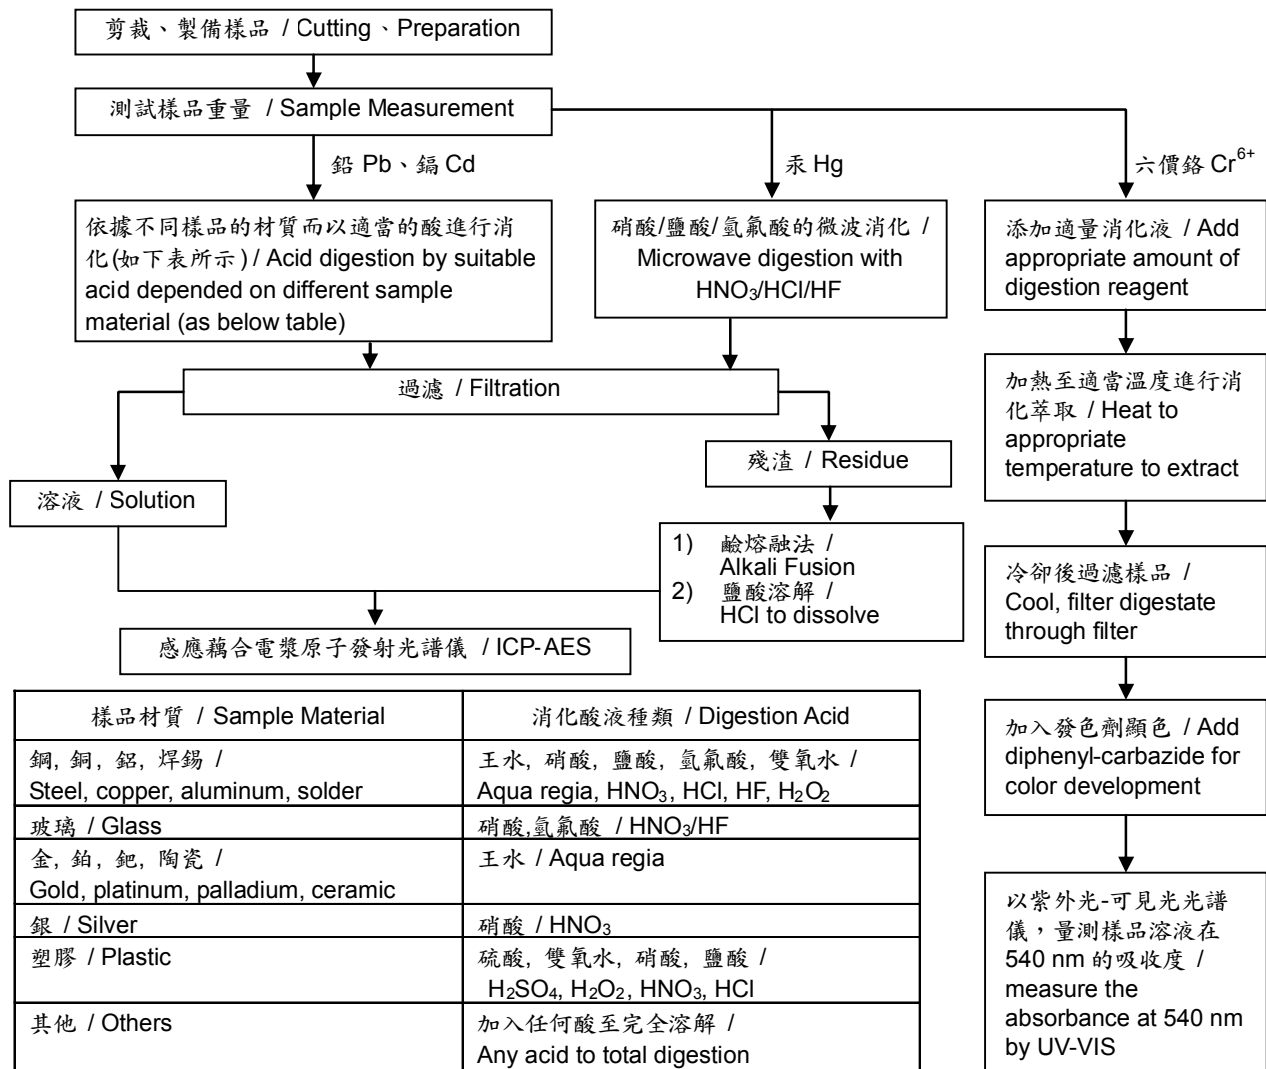 剪裁、製備樣品 / Cutting、Preparation
測試樣品重量 / Sample Measurement
鉛 Pb、鎘 Cd
汞 Hg
六價鉻 Cr⁶⁺
依據不同樣品的材質而以適當的酸進行消
化(如下表所示) / Acid digestion by suitable
acid depended on different sample
material (as below table)
硝酸/鹽酸/氫氟酸的微波消化 /
Microwave digestion with
HNO₃/HCl/HF
添加適量消化液 / Add
appropriate amount of
digestion reagent
過濾 / Filtration
加熱至適當溫度進行消
化萃取 / Heat to
appropriate
temperature to extract
溶液 / Solution
殘渣 / Residue
1) 鹼熔融法 /
Alkali Fusion
2) 鹽酸溶解 /
HCl to dissolve
冷卻後過濾樣品 /
Cool, filter digestate
through filter
感應藕合電漿原子發射光譜儀 / ICP-AES
加入發色劑顯色 / Add
diphenyl-carbazide for
color development
以紫外光-可見光光譜
儀，量測樣品溶液在
540 nm 的吸收度 /
measure the
absorbance at 540 nm
by UV-VIS
樣品材質 / Sample Material
消化酸液種類 / Digestion Acid
鋼, 銅, 鋁, 焊錫 /
Steel, copper, aluminum, solder
王水, 硝酸, 鹽酸, 氫氟酸, 雙氧水 /
Aqua regia, HNO₃, HCl, HF, H₂O₂
玻璃 / Glass
硝酸,氫氟酸 / HNO₃/HF
金, 鉑, 鈀, 陶瓷 /
Gold, platinum, palladium, ceramic
王水 / Aqua regia
銀 / Silver
硝酸 / HNO₃
塑膠 / Plastic
硫酸, 雙氧水, 硝酸, 鹽酸 /
H₂SO₄, H₂O₂, HNO₃, HCl
其他 / Others
加入任何酸至完全溶解 /
Any acid to total digestion